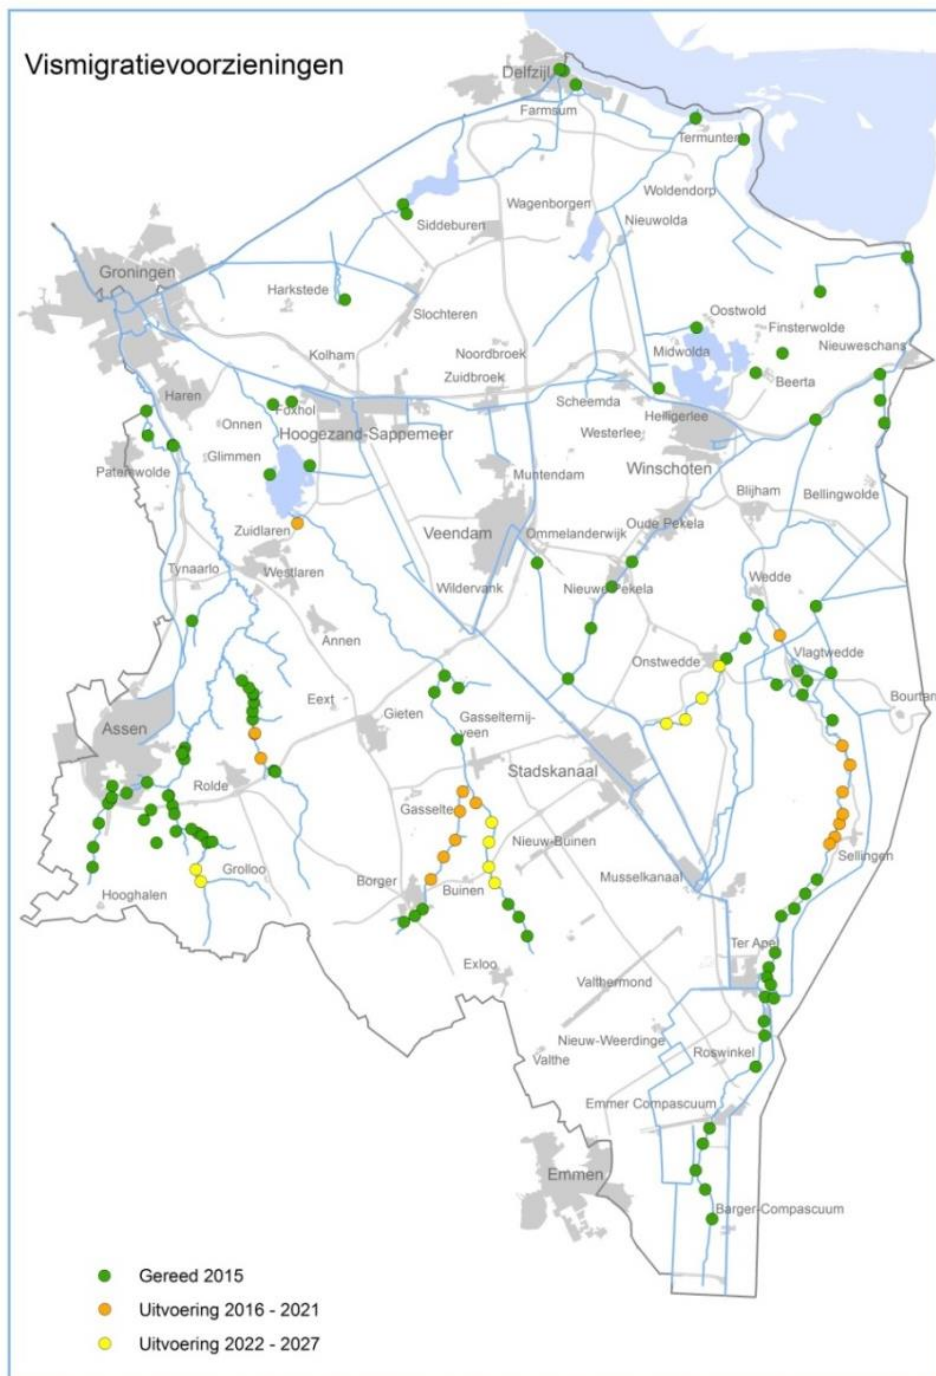 Vismigratievoorzieningen
Delfzijl
Farmsum
Termunten
Woldendorp
Wagenborgen
Nieuwolda
Siddeburen
Groningen
Harkstede
Slochteren
Oostwold
Finsterwolde
Nieuweschans
Kolham
Noordbroek
Midwolda
Zuidbroek
Beerta
Haren
Scheemda
Foxhol
Heiligerlee
Onnen
Hoogezand-Sappemeer
Westerlee
Glimmen
Paterswolde
Winschoten
Muntendam
Blijham
Bellingwolde
Zuidlaren
Veendam
Ommelanderwijk
Oude Pekela
Tynaarlo
Westlaren
Wildervank
Nieuwe Pekela
Wedde
Annen
Onstwedde
Vlagtwedde
Eext
Gieten
Bourtan
Assen
Gasselternij-
veen
Stadskanaal
Rolde
Gasselte
Nieuw-Buinen
Sellingen
Grolloo
Borger
Buinen
Musselkanaal
Hooghalen
Ter Apel
Exloo
Valthermond
Nieuw-Weerdinge
Valthe
Roswinkel
Emmer Compascuum
Emmen
Barger-Compascuum
Gereed 2015
Uitvoering 2016 - 2021
Uitvoering 2022 - 2027